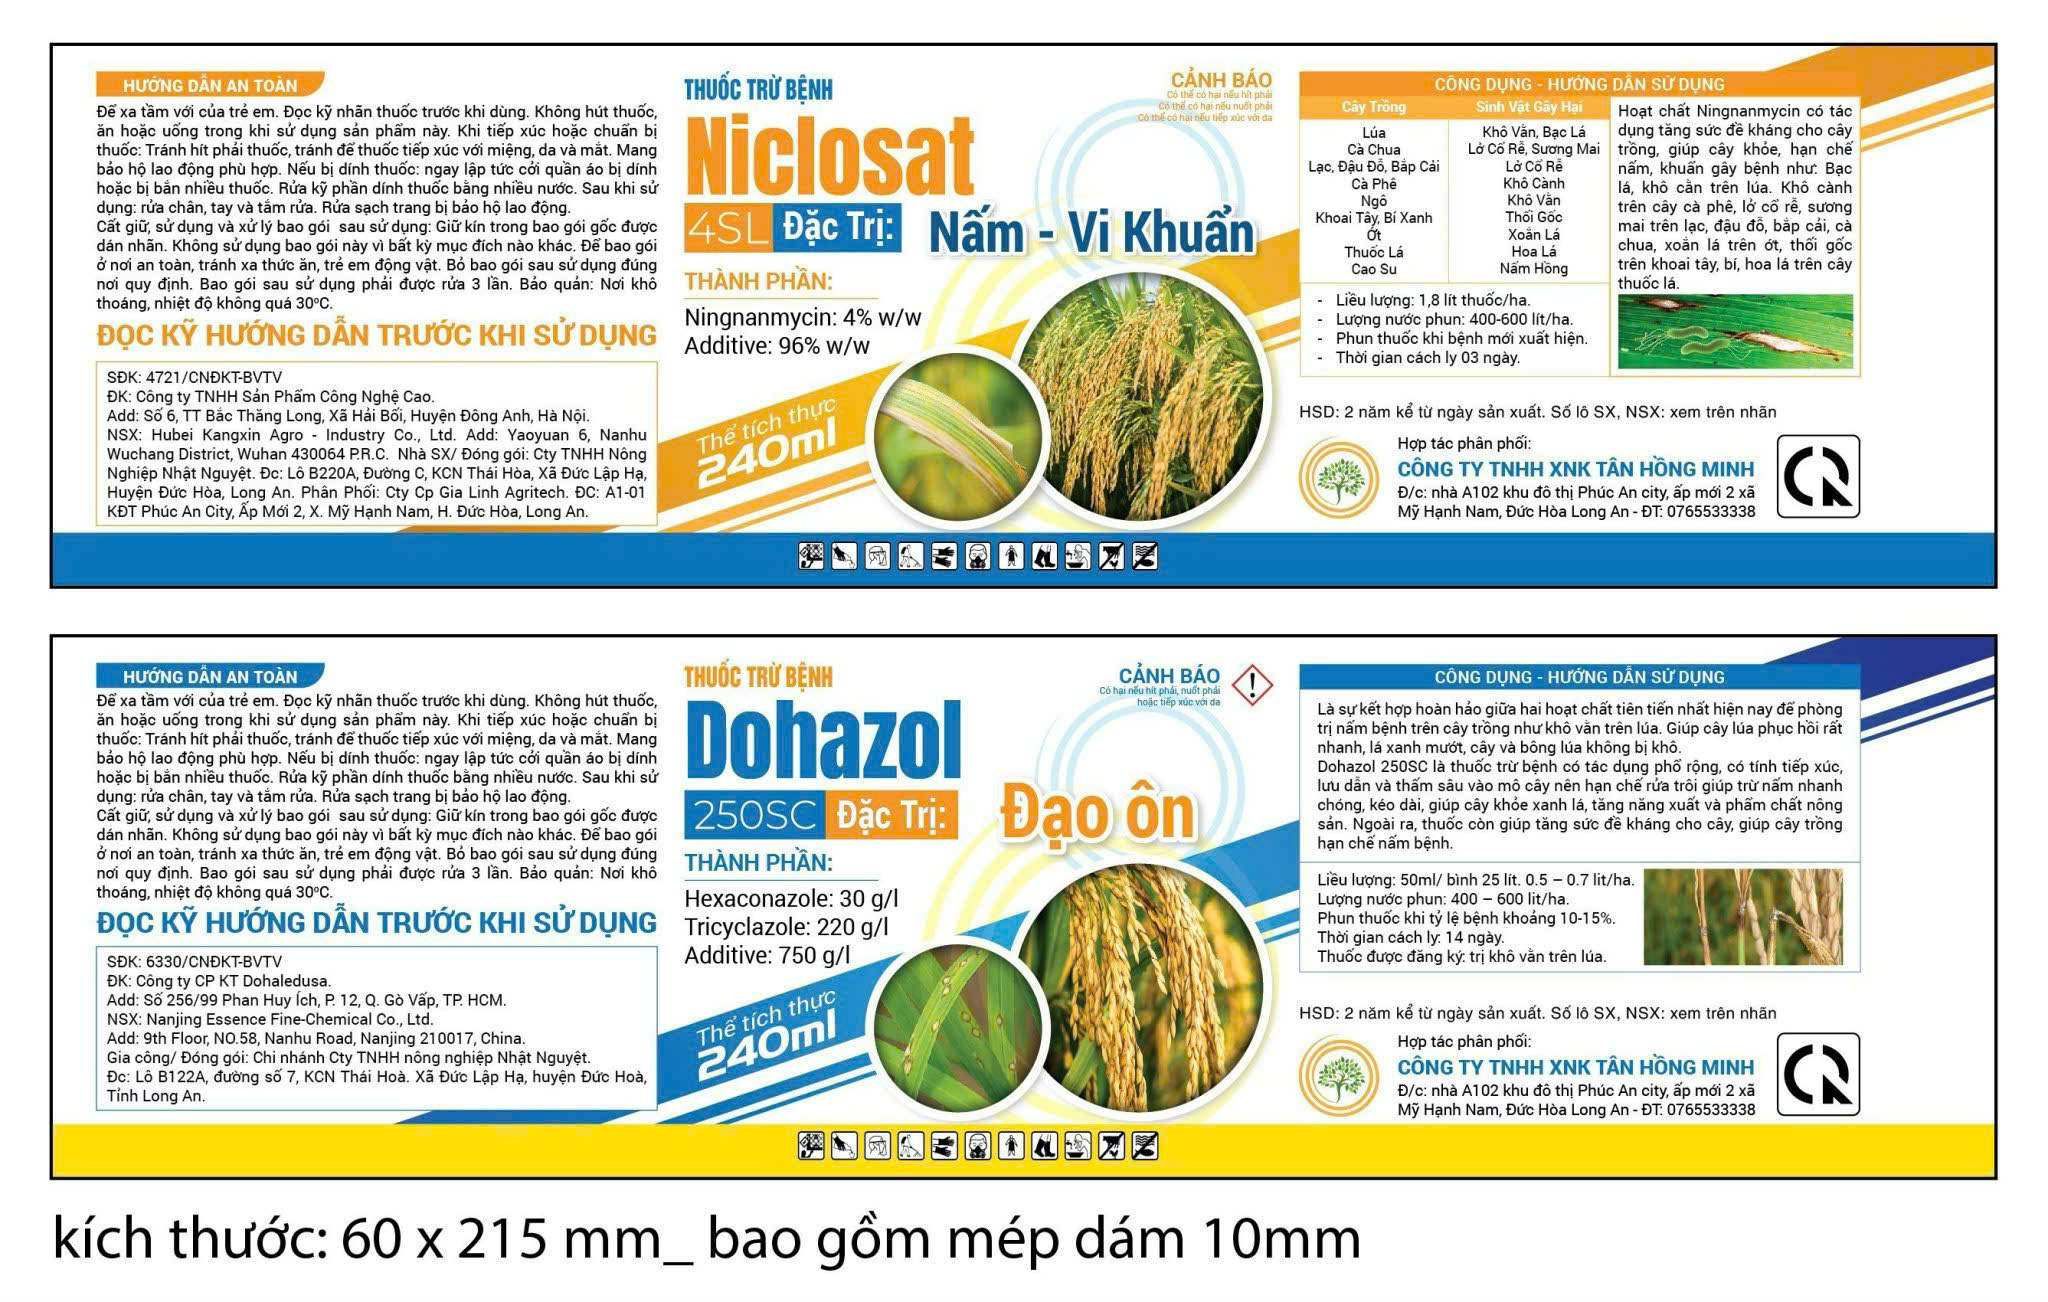 HƯỚNG DẪN AN TOÀN
Để xa tầm với của trẻ em. Đọc kỹ nhãn thuốc trước khi dùng. Không hút thuốc,
ăn hoặc uống trong khi sử dụng sản phẩm này. Khi tiếp xúc hoặc chuẩn bị
thuốc: Tránh hít phải thuốc, tránh để thuốc tiếp xúc với miệng, da và mắt. Mang
bảo hộ lao động phù hợp. Nếu bị dính thuốc: ngay lập tức cởi quần áo bị dính
hoặc bị bắn nhiều thuốc. Rửa kỹ phần dính thuốc bằng nhiều nước. Sau khi sử
dụng: rửa chân, tay và tắm rửa. Rửa sạch trang bị bảo hộ lao động.
Cất giữ, sử dụng và xử lý bao gói sau sử dụng: Giữ kín trong bao gói gốc được
dán nhãn. Không sử dụng bao gói này vì bất kỳ mục đích nào khác. Để bao gói
ở nơi an toàn, tránh xa thức ăn, trẻ em động vật. Bỏ bao gói sau sử dụng đúng
nơi quy định. Bao gói sau sử dụng phải được rửa 3 lần. Bảo quản: Nơi khô
thoáng, nhiệt độ không quá 30ºC.
ĐỌC KỸ HƯỚNG DẪN TRƯỚC KHI SỬ DỤNG
SĐK: 4721/CNĐKT-BVTV
ĐK: Công ty TNHH Sản Phẩm Công Nghệ Cao.
Add: Số 6, TT Bắc Thăng Long, Xã Hải Bối, Huyện Đông Anh, Hà Nội.
NSX: Hubei Kangxin Agro - Industry Co., Ltd. Add: Yaoyuan 6, Nanhu
Wuchang District, Wuhan 430064 P.R.C. Nhà SX/ Đóng gói: Cty TNHH Nông
Nghiệp Nhật Nguyệt. Đc: Lô B220A, Đường C, KCN Thái Hòa, Xã Đức Lập Hạ,
Huyện Đức Hòa, Long An. Phân Phối: Cty Cp Gia Linh Agritech. ĐC: A1-01
KĐT Phúc An City, Ấp Mới 2, X. Mỹ Hạnh Nam, H. Đức Hòa, Long An.
THUỐC TRỪ BỆNH
Niclosat
4SL Đặc Trị: Nấm - Vi Khuẩn
THÀNH PHẦN:
Ningnanmycin: 4% w/w
Additive: 96% w/w
Thể tích thực
240ml
CẢNH BÁO
Có thể có hại nếu hít phải
Có thể có hại nếu nuốt phải
Có thể có hại nếu tiếp xúc với da
CÔNG DỤNG - HƯỚNG DẪN SỬ DỤNG
Cây Trồng Sinh Vật Gây Hại
Lúa Khô Vằn, Bạc Lá
Cà Chua Lở Cổ Rễ, Sương Mai
Lạc, Đậu Đỗ, Bắp Cải Lở Cổ Rễ
Cà Phê Khô Cành
Ngô Khô Vằn
Khoai Tây, Bí Xanh Thối Gốc
Ớt Xoắn Lá
Thuốc Lá Hoa Lá
Cao Su Nấm Hồng
- Liều lượng: 1,8 lít thuốc/ha.
- Lượng nước phun: 400-600 lít/ha.
- Phun thuốc khi bệnh mới xuất hiện.
- Thời gian cách ly 03 ngày.
Hoạt chất Ningnanmycin có tác
dụng tăng sức đề kháng cho cây
trồng, giúp cây khỏe, hạn chế
nấm, khuẩn gây bệnh như: Bạc
lá, khô cằn trên lúa. Khô cành
trên cây cà phê, lở cổ rễ, sương
mai trên lạc, đậu đỗ, bắp cải, cà
chua, xoắn lá trên ớt, thối gốc
trên khoai tây, bí, hoa lá trên cây
thuốc lá.
HSD: 2 năm kể từ ngày sản xuất. Số lô SX, NSX: xem trên nhãn
Hợp tác phân phối:
CÔNG TY TNHH XNK TÂN HỒNG MINH
Đ/c: nhà A102 khu đô thị Phúc An city, ấp mới 2 xã
Mỹ Hạnh Nam, Đức Hòa Long An - ĐT: 0765533338
HƯỚNG DẪN AN TOÀN
Để xa tầm với của trẻ em. Đọc kỹ nhãn thuốc trước khi dùng. Không hút thuốc,
ăn hoặc uống trong khi sử dụng sản phẩm này. Khi tiếp xúc hoặc chuẩn bị
thuốc: Tránh hít phải thuốc, tránh để thuốc tiếp xúc với miệng, da và mắt. Mang
bảo hộ lao động phù hợp. Nếu bị dính thuốc: ngay lập tức cởi quần áo bị dính
hoặc bị bắn nhiều thuốc. Rửa kỹ phần dính thuốc bằng nhiều nước. Sau khi sử
dụng: rửa chân, tay và tắm rửa. Rửa sạch trang bị bảo hộ lao động.
Cất giữ, sử dụng và xử lý bao gói sau sử dụng: Giữ kín trong bao gói gốc được
dán nhãn. Không sử dụng bao gói này vì bất kỳ mục đích nào khác. Để bao gói
ở nơi an toàn, tránh xa thức ăn, trẻ em động vật. Bỏ bao gói sau sử dụng đúng
nơi quy định. Bao gói sau sử dụng phải được rửa 3 lần. Bảo quản: Nơi khô
thoáng, nhiệt độ không quá 30ºC.
ĐỌC KỸ HƯỚNG DẪN TRƯỚC KHI SỬ DỤNG
SĐK: 6330/CNĐKT-BVTV
ĐK: Công ty CP KT Dohaledusa.
Add: Số 256/99 Phan Huy Ích, P. 12, Q. Gò Vấp, TP. HCM.
NSX: Nanjing Essence Fine-Chemical Co., Ltd.
Add: 9th Floor, NO.58, Nanhu Road, Nanjing 210017, China.
Gia công/ Đóng gói: Chi nhánh Cty TNHH nông nghiệp Nhật Nguyệt.
Đc: Lô B122A, đường số 7, KCN Thái Hoà. Xã Đức Lập Hạ, huyện Đức Hoà,
Tỉnh Long An.
THUỐC TRỪ BỆNH
Dohazol
250SC Đặc Trị: Đạo ôn
THÀNH PHẦN:
Hexaconazole: 30 g/l
Tricyclazole: 220 g/l
Additive: 750 g/l
Thể tích thực
240ml
CẢNH BÁO
Có hại nếu hít phải, nuốt phải
hoặc tiếp xúc với da
CÔNG DỤNG - HƯỚNG DẪN SỬ DỤNG
Là sự kết hợp hoàn hảo giữa hai hoạt chất tiên tiến nhất hiện nay để phòng
trị nấm bệnh trên cây trồng như khô vằn trên lúa. Giúp cây lúa phục hồi rất
nhanh, lá xanh mướt, cây và bông lúa không bị khô.
Dohazol 250SC là thuốc trừ bệnh có tác dụng phổ rộng, có tính tiếp xúc,
lưu dẫn và thấm sâu vào mô cây nên hạn chế rửa trôi giúp trừ nấm nhanh
chóng, kéo dài, giúp cây khỏe xanh lá, tăng năng xuất và phẩm chất nông
sản. Ngoài ra, thuốc còn giúp tăng sức đề kháng cho cây, giúp cây trồng
hạn chế nấm bệnh.
Liều lượng: 50ml/ bình 25 lít. 0.5 – 0.7 lit/ha.
Lượng nước phun: 400 – 600 lit/ha.
Phun thuốc khi tỷ lệ bệnh khoảng 10-15%.
Thời gian cách ly: 14 ngày.
Thuốc được đăng ký: trị khô vằn trên lúa.
HSD: 2 năm kể từ ngày sản xuất. Số lô SX, NSX: xem trên nhãn
Hợp tác phân phối:
CÔNG TY TNHH XNK TÂN HỒNG MINH
Đ/c: nhà A102 khu đô thị Phúc An city, ấp mới 2 xã
Mỹ Hạnh Nam, Đức Hòa Long An - ĐT: 0765533338
kích thước: 60 x 215 mm_ bao gồm mép dám 10mm